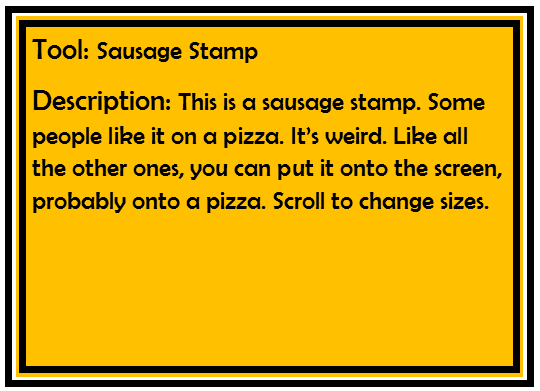 Tool: Sausage Stamp
Description: This is a sausage stamp. Some
people like it on a pizza. It’s weird. Like all
the other ones, you can put it onto the screen,
probably onto a pizza. Scroll to change sizes.